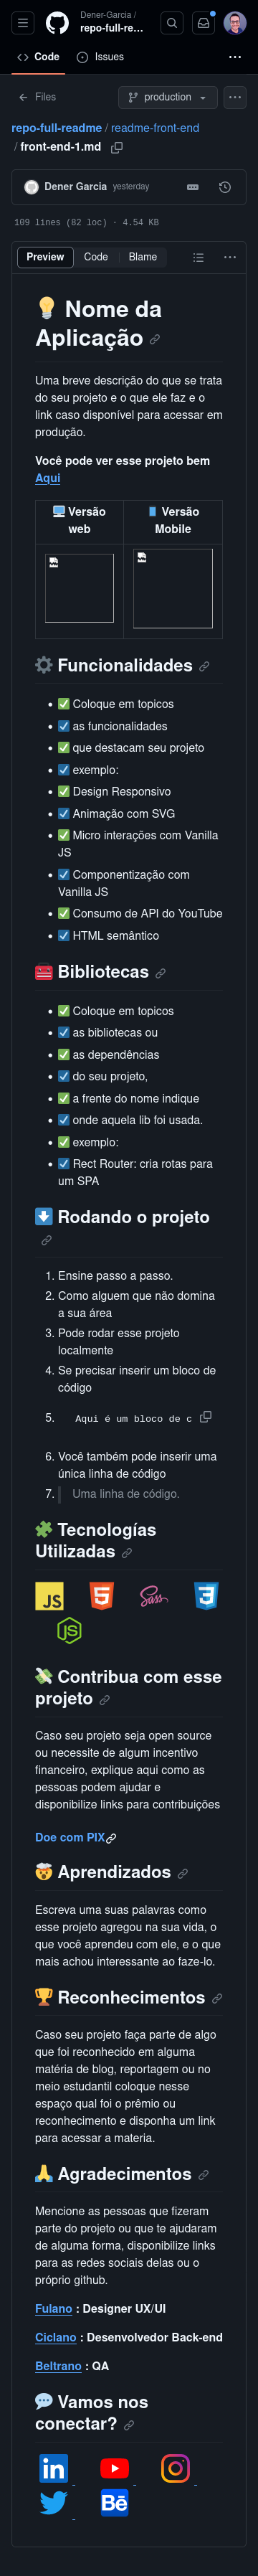 Dener-Garcia /
repo-full-re...
Code
Issues
Files
production
repo-full-readme / readme-front-end
/ front-end-1.md
Dener Garcia yesterday
109 lines (82 loc) · 4.54 KB
Preview
Code
Blame
Nome da
Aplicação
Uma breve descrição do que se trata
do seu projeto e o que ele faz e o
link caso disponível para acessar em
produção.
Você pode ver esse projeto bem
Aqui
Versão
web
Versão
Mobile
Funcionalidades
Coloque em topicos
as funcionalidades
que destacam seu projeto
exemplo:
Design Responsivo
Animação com SVG
Micro interações com Vanilla
JS
Componentização com
Vanilla JS
Consumo de API do YouTube
HTML semântico
Bibliotecas
Coloque em topicos
as bibliotecas ou
as dependências
do seu projeto,
a frente do nome indique
onde aquela lib foi usada.
exemplo:
Rect Router: cria rotas para
um SPA
Rodando o projeto
1. Ensine passo a passo.
2. Como alguem que não domina
a sua área
3. Pode rodar esse projeto
localmente
4. Se precisar inserir um bloco de
código
5. Aqui é um bloco de c
6. Você também pode inserir uma
única linha de código
7. Uma linha de código.
Tecnologías
Utilizadas
JS
Sass
Contribua com esse
projeto
Caso seu projeto seja open source
ou necessite de algum incentivo
financeiro, explique aqui como as
pessoas podem ajudar e
disponibilize links para contribuições
Doe com PIX
Aprendizados
Escreva uma suas palavras como
esse projeto agregou na sua vida, o
que você aprendeu com ele, e o que
mais achou interessante ao faze-lo.
Reconhecimentos
Caso seu projeto faça parte de algo
que foi reconhecido em alguma
matéria de blog, reportagem ou no
meio estudantil coloque nesse
espaço qual foi o prêmio ou
reconhecimento e disponha um link
para acessar a materia.
Agradecimentos
Mencione as pessoas que fizeram
parte do projeto ou que te ajudaram
de alguma forma, disponibilize links
para as redes sociais delas ou o
próprio github.
Fulano : Designer UX/UI
Ciclano : Desenvolvedor Back-end
Beltrano : QA
Vamos nos
conectar?
in
Bē